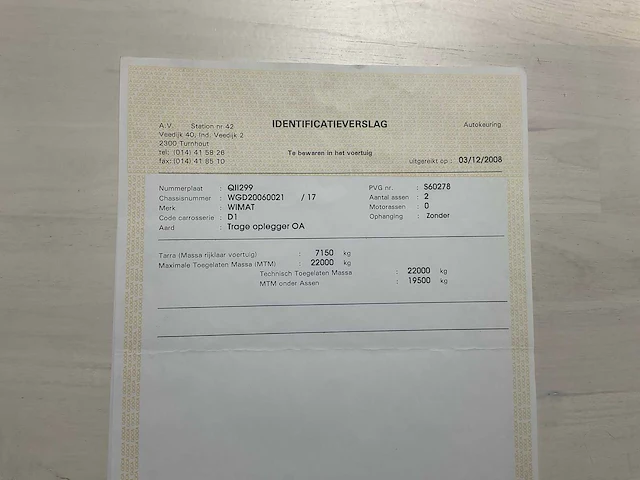 IDENTIFICATIEVERSLAG
Autokeuring
A.V. Station nr 42
Veedijk 40, Ind. Veedijk 2
2300 Turnhout
tel: (014) 41 58 26
fax: (014) 41 85 10
Te bewaren in het voertuig
uitgereikt op : 03/12/2008
Nummerplaat : QII299
Chassisnummer : WGD20060021 / 17
Merk : WIMAT
Code carrosserie : D1
Aard : Trage oplegger OA
PVG nr. : S60278
Aantal assen : 2
Motorassen : 0
Ophanging : Zonder
Tarra (Massa rijklaar voertuig) : 7150 kg
Maximale Toegelaten Massa (MTM) : 22000 kg
Technisch Toegelaten Massa : 22000 kg
MTM onder Assen : 19500 kg